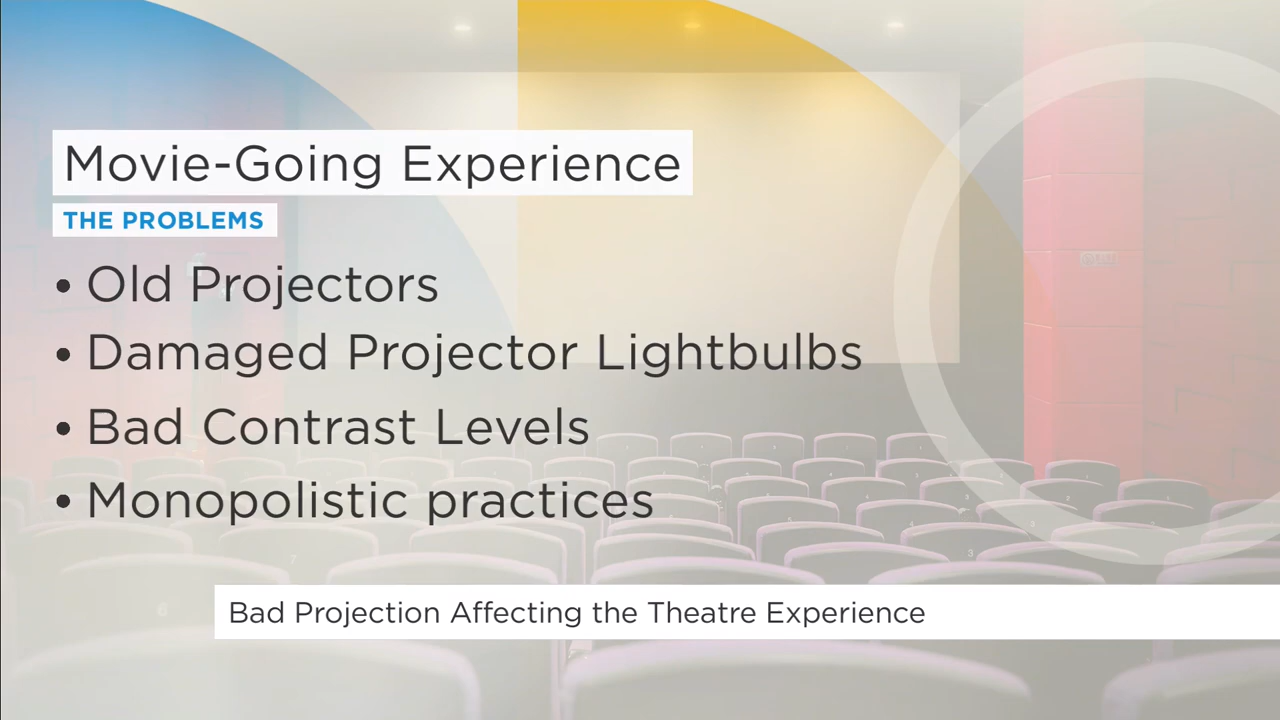 Movie-Going Experience
THE PROBLEMS
• Old Projectors
• Damaged Projector Lightbulbs
• Bad Contrast Levels
• Monopolistic practices
Bad Projection Affecting the Theatre Experience